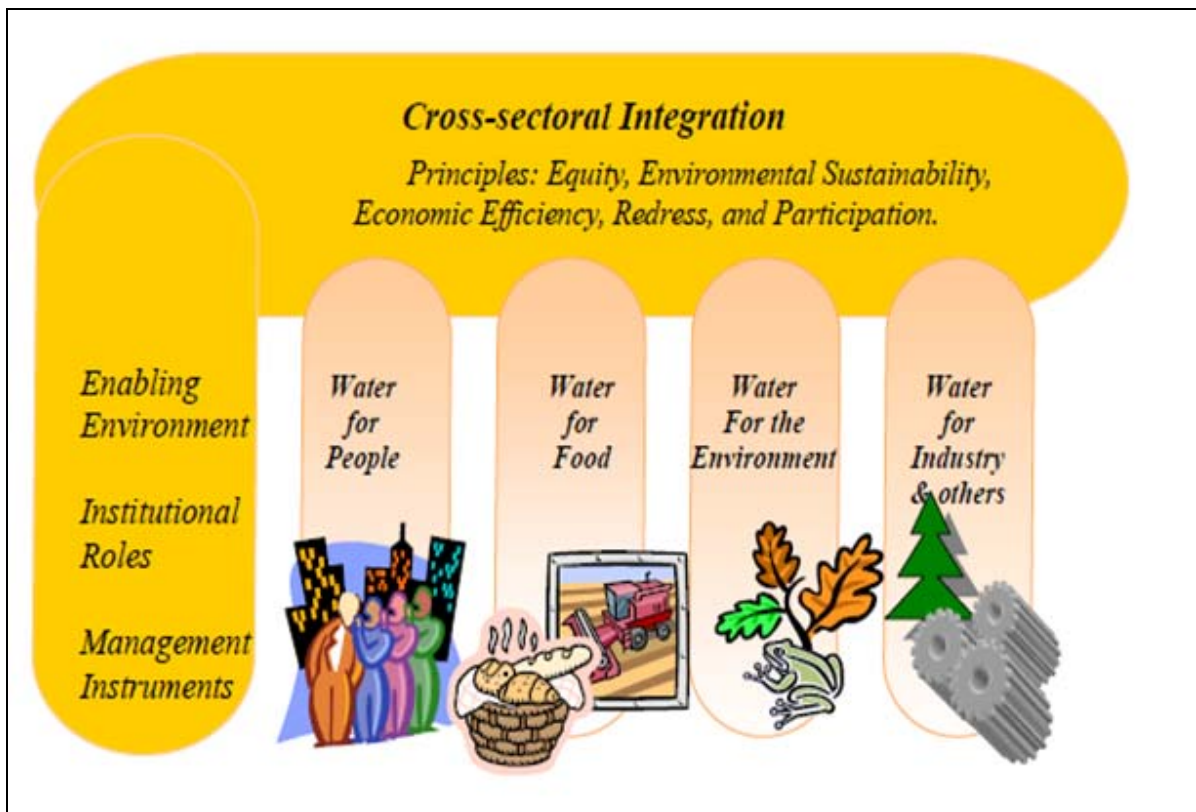 Cross-sectoral Integration
Principles: Equity, Environmental Sustainability,
Economic Efficiency, Redress, and Participation.
Enabling
Environment
Institutional
Roles
Management
Instruments
Water
for
People
Water
for
Food
Water
For the
Environment
Water
for
Industry
& others